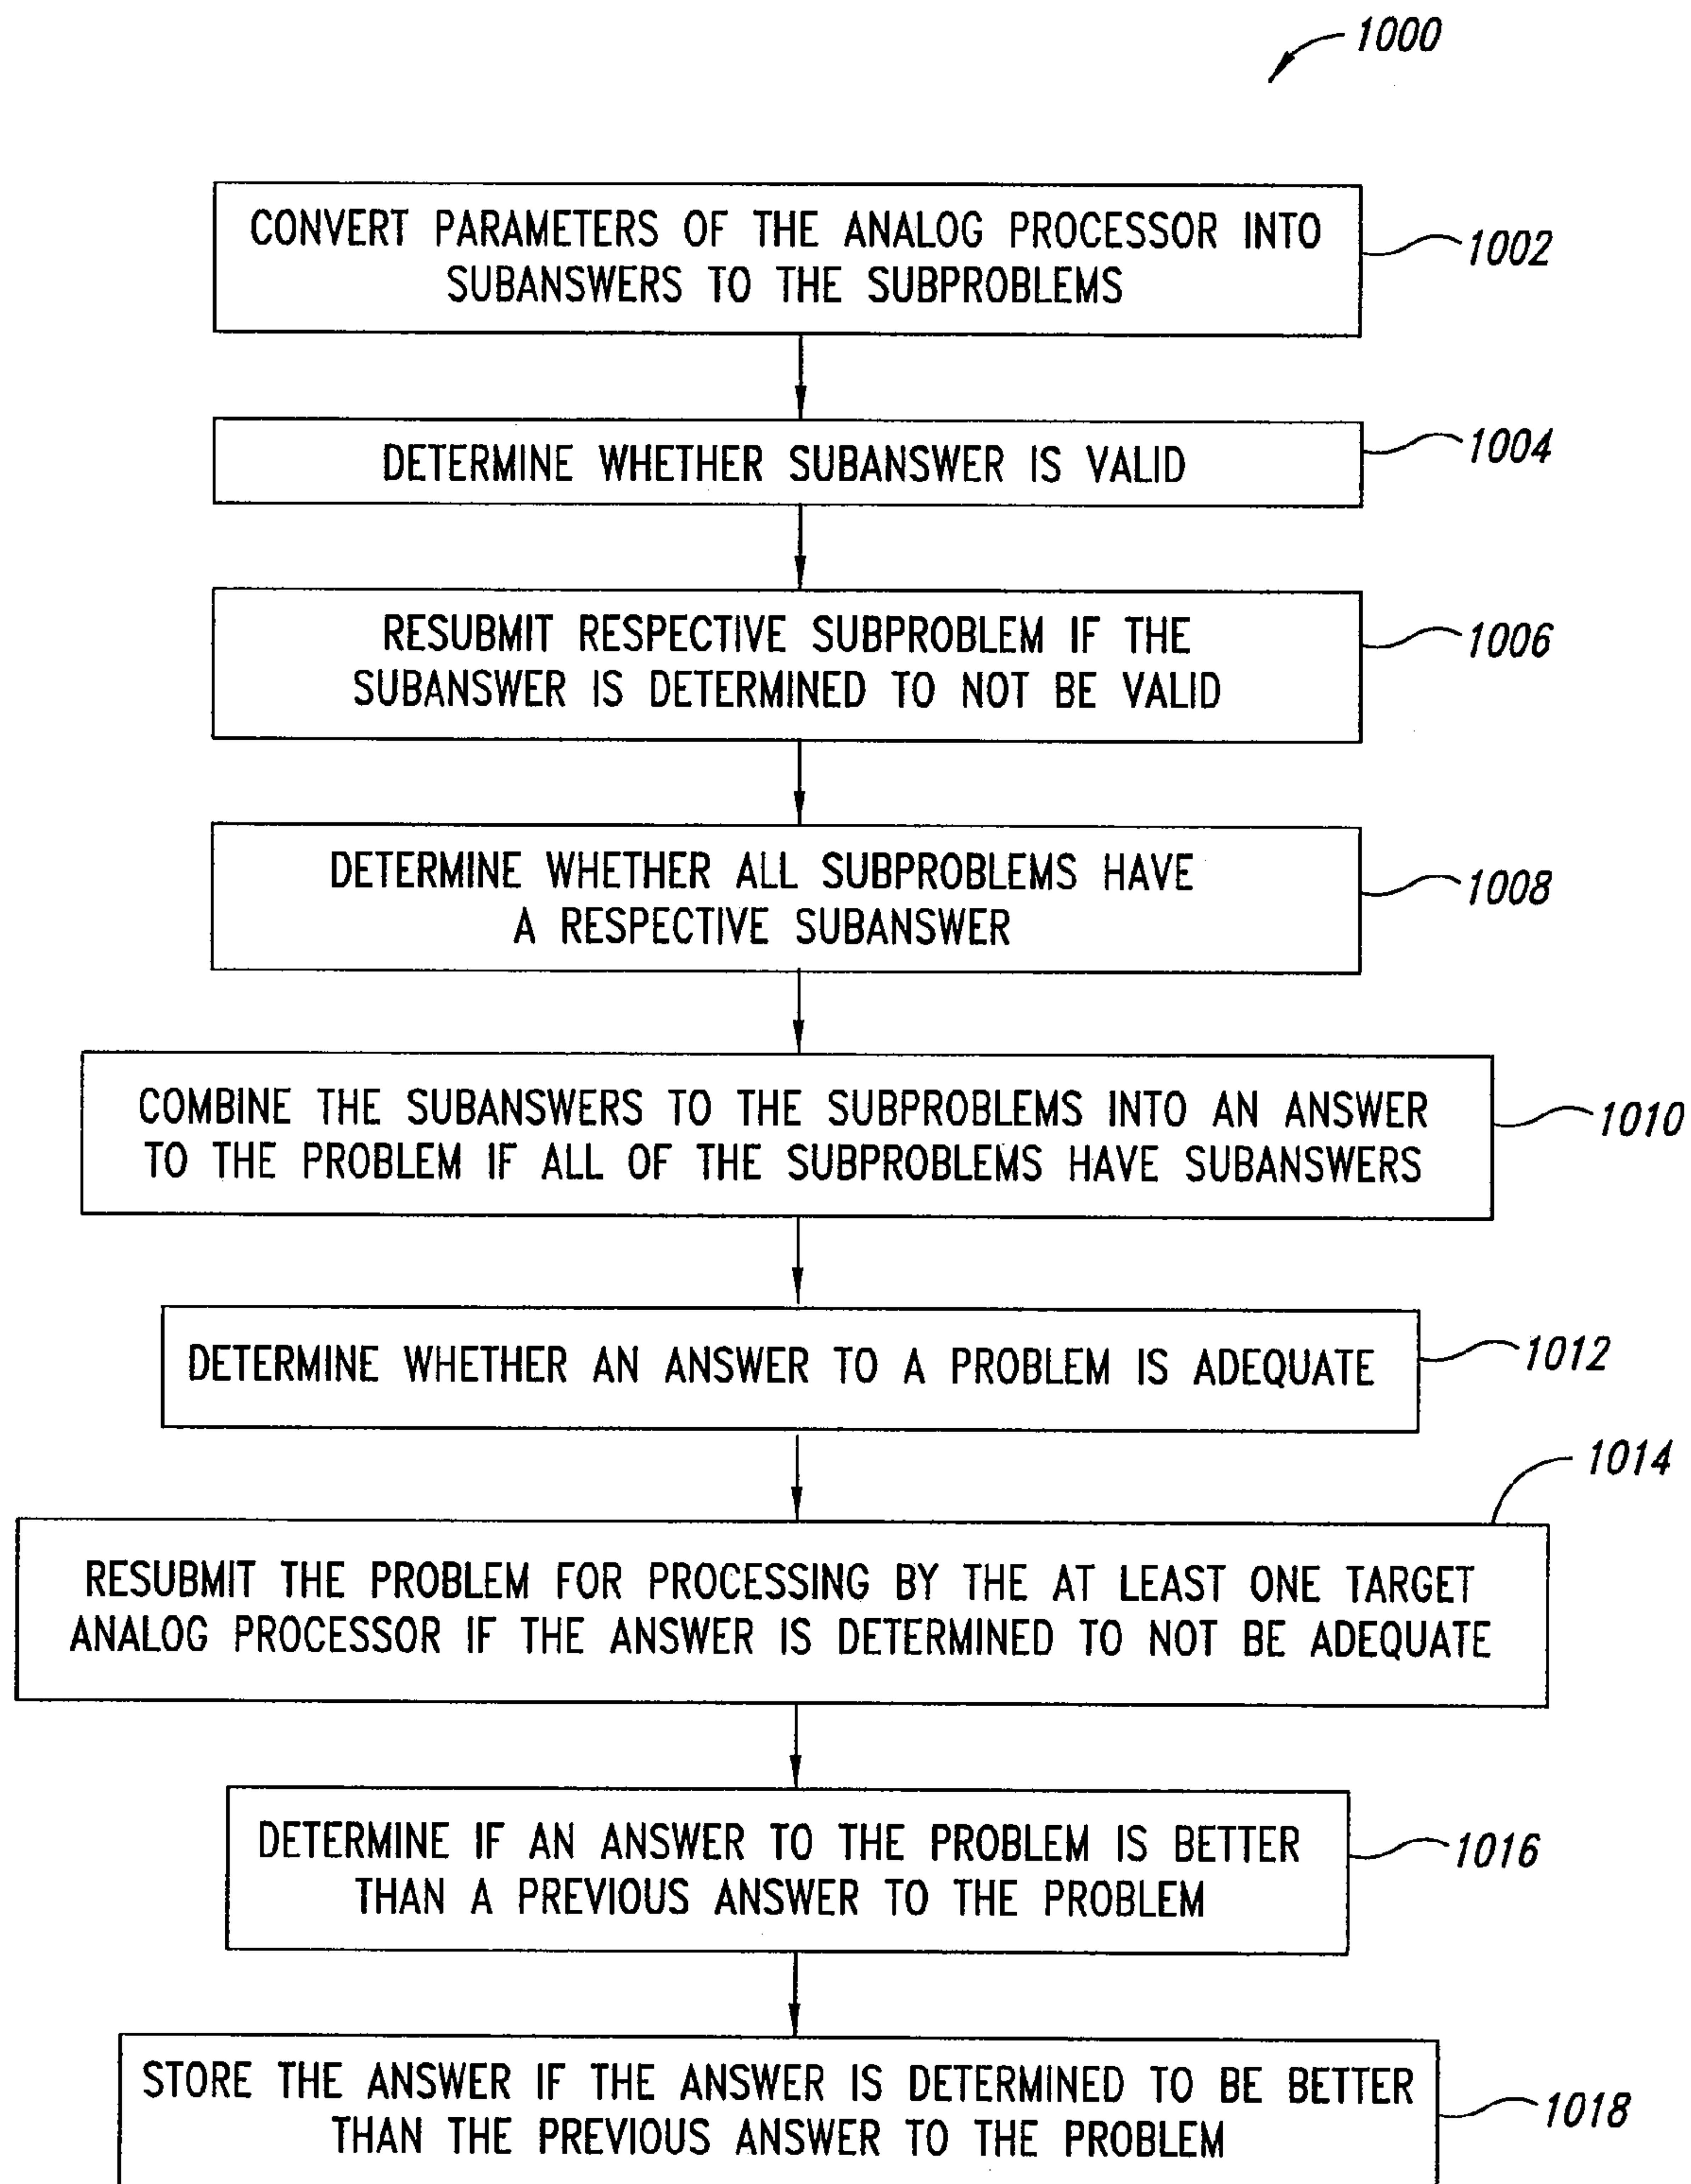 1000
CONVERT PARAMETERS OF THE ANALOG PROCESSOR INTO
SUBANSWERS TO THE SUBPROBLEMS
1002
DETERMINE WHETHER SUBANSWER IS VALID
1004
RESUBMIT RESPECTIVE SUBPROBLEM IF THE
SUBANSWER IS DETERMINED TO NOT BE VALID
1006
DETERMINE WHETHER ALL SUBPROBLEMS HAVE
A RESPECTIVE SUBANSWER
1008
COMBINE THE SUBANSWERS TO THE SUBPROBLEMS INTO AN ANSWER
TO THE PROBLEM IF ALL OF THE SUBPROBLEMS HAVE SUBANSWERS
1010
DETERMINE WHETHER AN ANSWER TO A PROBLEM IS ADEQUATE
1012
1014
RESUBMIT THE PROBLEM FOR PROCESSING BY THE AT LEAST ONE TARGET
ANALOG PROCESSOR IF THE ANSWER IS DETERMINED TO NOT BE ADEQUATE
DETERMINE IF AN ANSWER TO THE PROBLEM IS BETTER
THAN A PREVIOUS ANSWER TO THE PROBLEM
1016
STORE THE ANSWER IF THE ANSWER IS DETERMINED TO BE BETTER
THAN THE PREVIOUS ANSWER TO THE PROBLEM
1018